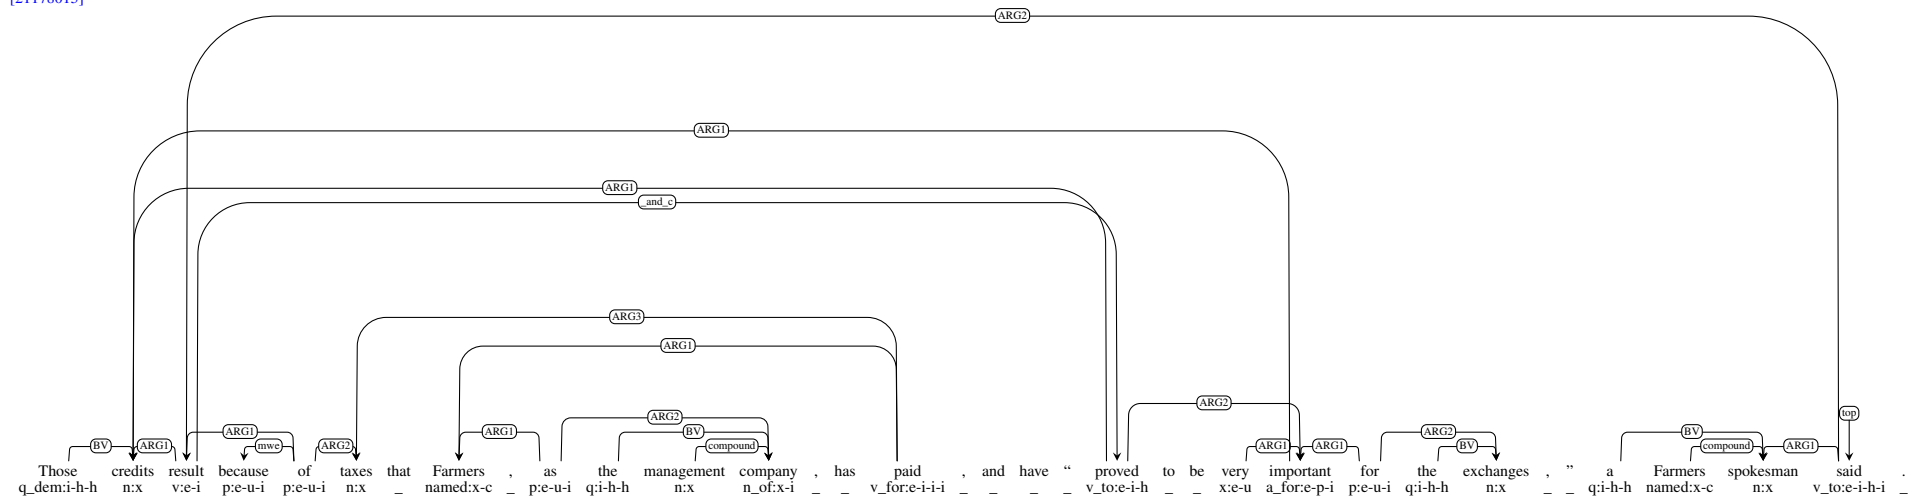 ARG2
ARG1
ARG1
_and_c
ARG3
ARG1
ARG2
top
ARG2
ARG1 ARG1 BV ARG2 BV
BV ARG1 mwe ARG2 compound ARG1 ARG1 BV compound ARG1
Those credits result because of taxes that Farmers , as the management company , has paid , and have “ proved to be very important for the exchanges , ” a Farmers spokesman said .
q_dem:i-h-h n:x v:e-i p:e-u-i p:e-u-i n:x _ named:x-c _ p:e-u-i q:i-h-h n:x n_of:x-i _ _ v_for:e-i-i-i _ _ _ _ v_to:e-i-h _ _ x:e-u a_for:e-p-i p:e-u-i q:i-h-h n:x _ _ q:i-h-h named:x-c n:x v_to:e-i-h-i _